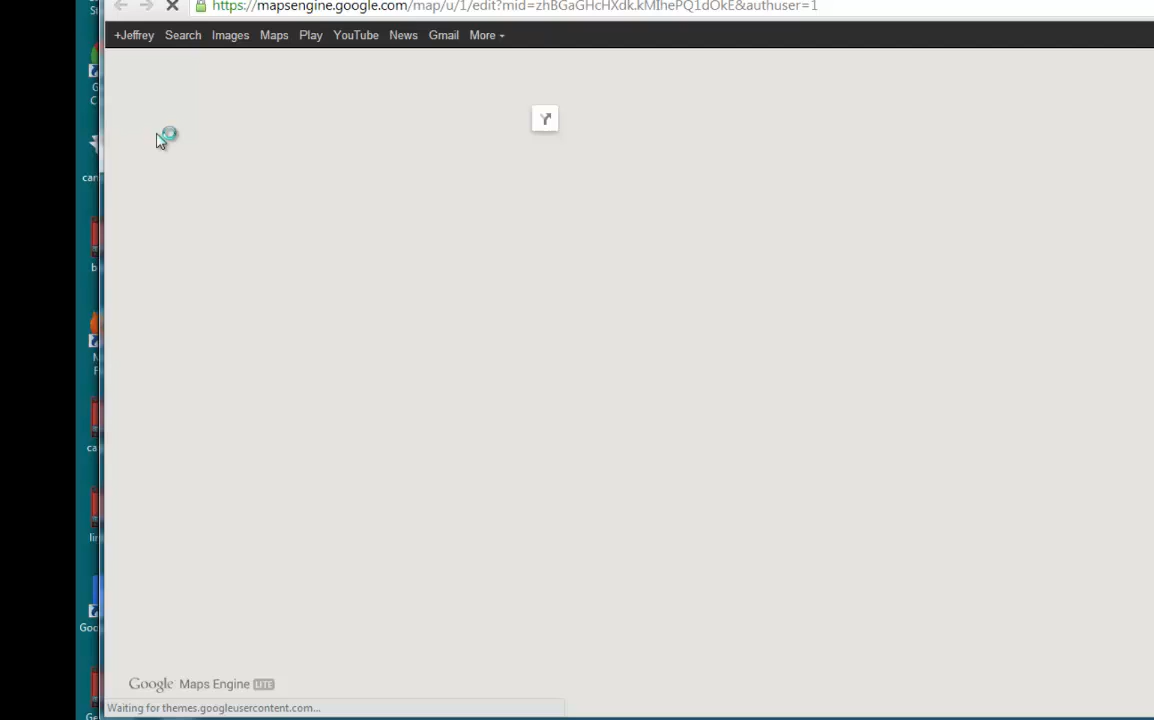 https://mapsengine.google.com/map/u/1/edit?mid=zhBGaGHcHXdk.kMIhePQ1dOkE&authuser=1
+Jeffrey Search Images Maps Play YouTube News Gmail More
Google Maps Engine LITE
Waiting for themes.googleusercontent.com...